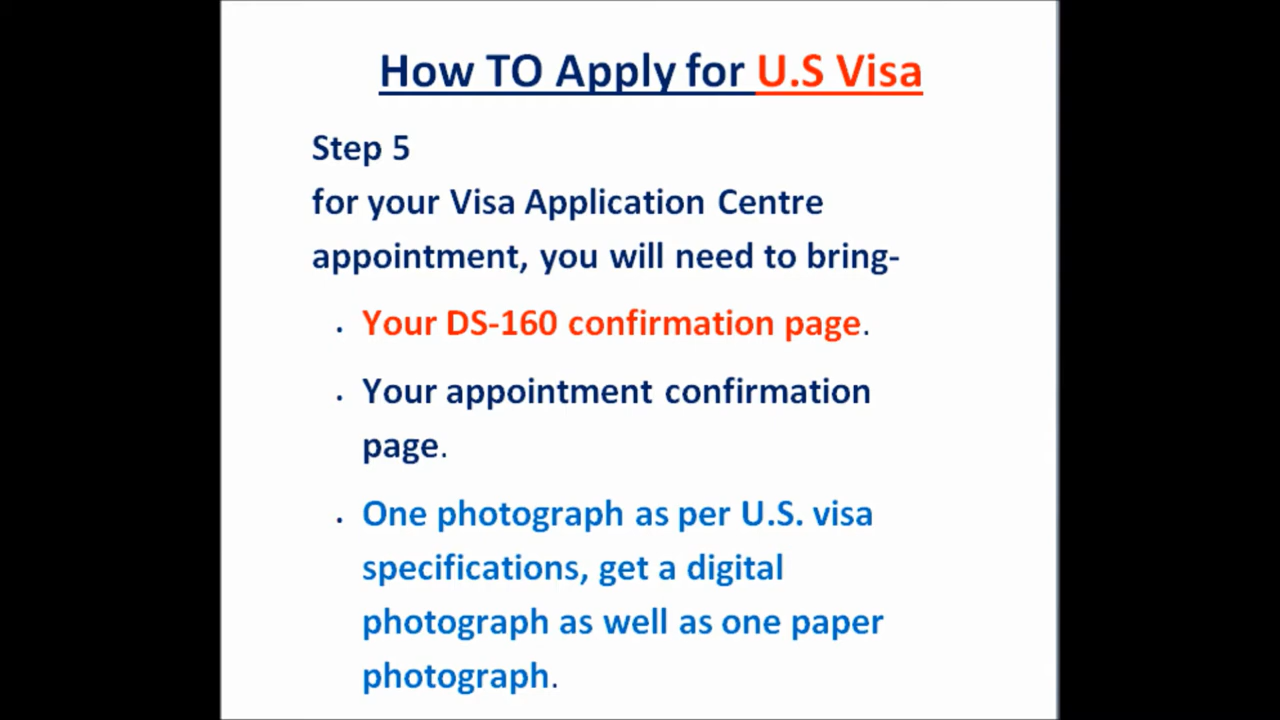 How TO Apply for U.S Visa
Step 5
for your Visa Application Centre
appointment, you will need to bring-
. Your DS-160 confirmation page.
. Your appointment confirmation
page.
. One photograph as per U.S. visa
specifications, get a digital
photograph as well as one paper
photograph.